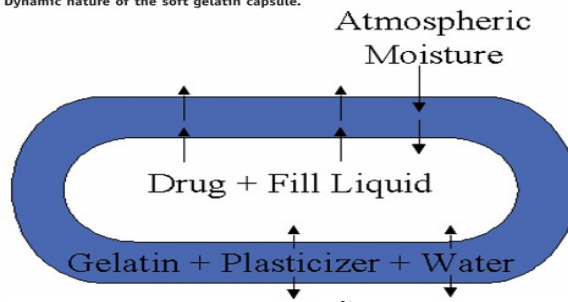 Dynamic nature of the soft gelatin capsule.
Atmospheric
Moisture
Drug + Fill Liquid
Gelatin + Plasticizer + Water